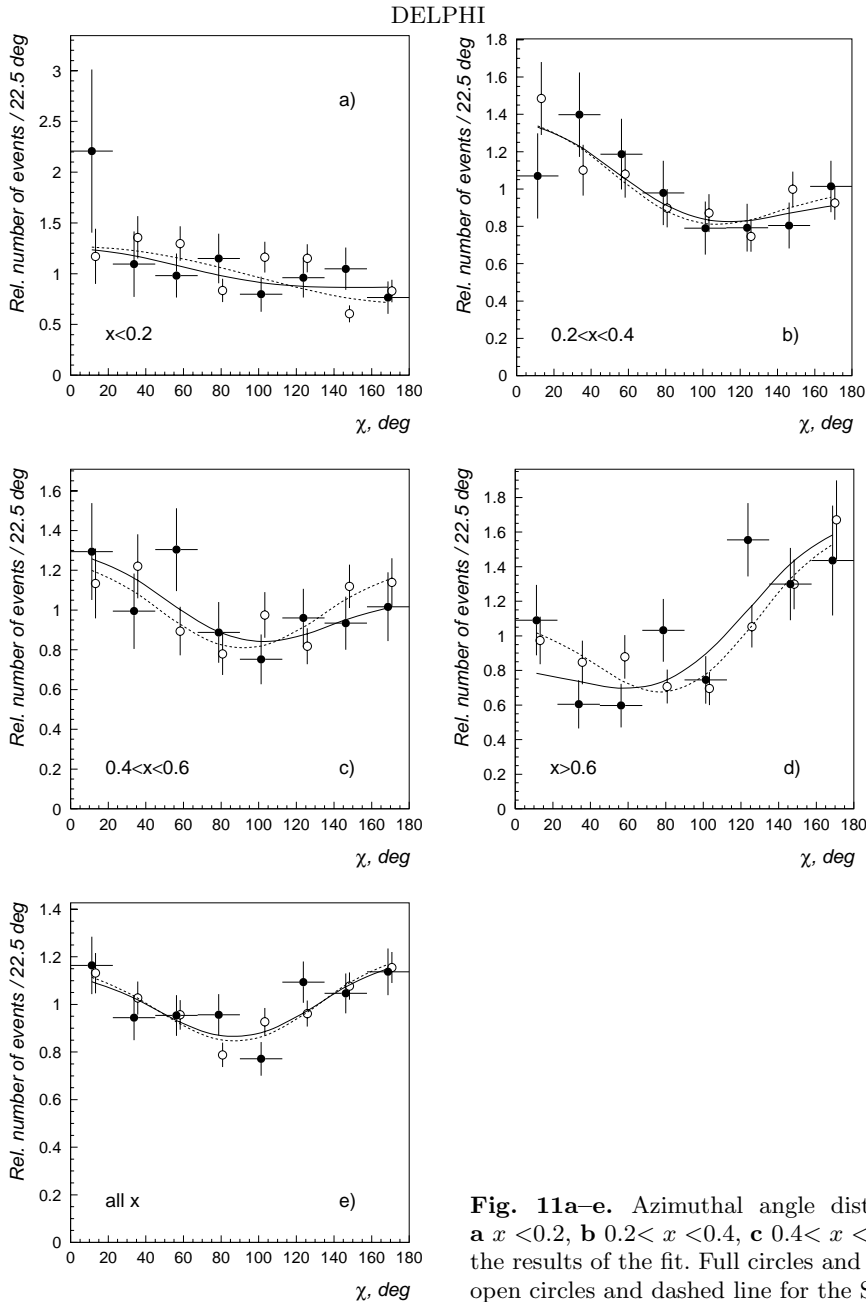 DELPHI
Rel. number of events / 22.5 deg
3
2.5
2
1.5
1
0.5
0
a)
x<0.2
0 20 40 60 80 100 120 140 160 180
χ, deg
Rel. number of events / 22.5 deg
1.8
1.6
1.4
1.2
1
0.8
0.6
0.4
0.2
0
0.2<x<0.4
b)
0 20 40 60 80 100 120 140 160 180
χ, deg
Rel. number of events / 22.5 deg
1.6
1.4
1.2
1
0.8
0.6
0.4
0.2
0
0.4<x<0.6
c)
0 20 40 60 80 100 120 140 160 180
χ, deg
Rel. number of events / 22.5 deg
1.8
1.6
1.4
1.2
1
0.8
0.6
0.4
0.2
0
x>0.6
d)
0 20 40 60 80 100 120 140 160 180
χ, deg
Rel. number of events / 22.5 deg
1.4
1.2
1
0.8
0.6
0.4
0.2
0
all x
e)
0 20 40 60 80 100 120 140 160 180
χ, deg
Fig. 11a–e. Azimuthal angle dist
a x <0.2, b 0.2< x <0.4, c 0.4< x <
the results of the fit. Full circles and
open circles and dashed line for the S